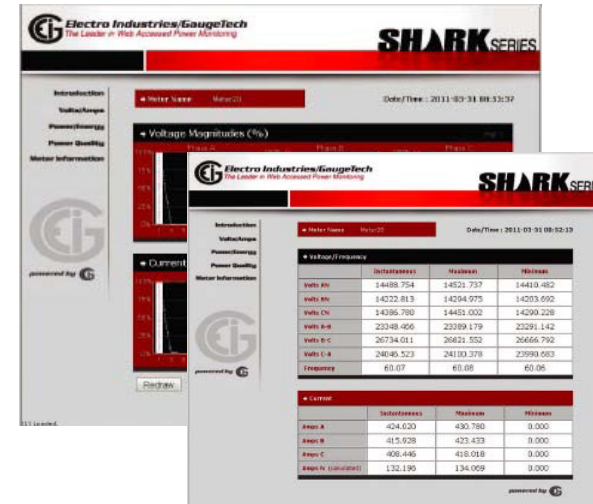 Electro Industries/GaugeTech
The Leader in Web Accessed Power Monitoring
SHARK SERIES
Introduction
Volts/Amps
Power/Energy
Power Quality
Meter Information
Meter Name Meter20
Date/Time : 2011-03-31 08:53:37
Voltage Magnitudes (%)
Phase A
Current
powered by EIG
Redraw
Electro Industries/GaugeTech
The Leader in Web Accessed Power Monitoring
SHARK SERI
Introduction
Volts/Amps
Power/Energy
Power Quality
Meter Information
powered by EIG
Meter Name Meter20
Date/Time : 2011-03-31 08:52:13
Voltage/Frequency
Instantaneous Maximum Minimum
Volts AN 14488.754 14521.737 14410.482
Volts BN 14222.813 14294.975 14203.692
Volts CN 14386.780 14451.002 14290.228
Volts A-B 23348.466 23389.179 23291.142
Volts B-C 26734.011 26821.552 26666.792
Volts C-A 24046.523 24100.378 23990.683
Frequency 60.07 60.08 60.06
Current
Instantaneous Maximum Minimum
Amps A 424.020 430.780 0.000
Amps B 415.928 423.433 0.000
Amps C 408.446 418.018 0.000
Amps N (calculated) 132.196 134.069 0.000
powered by EIG